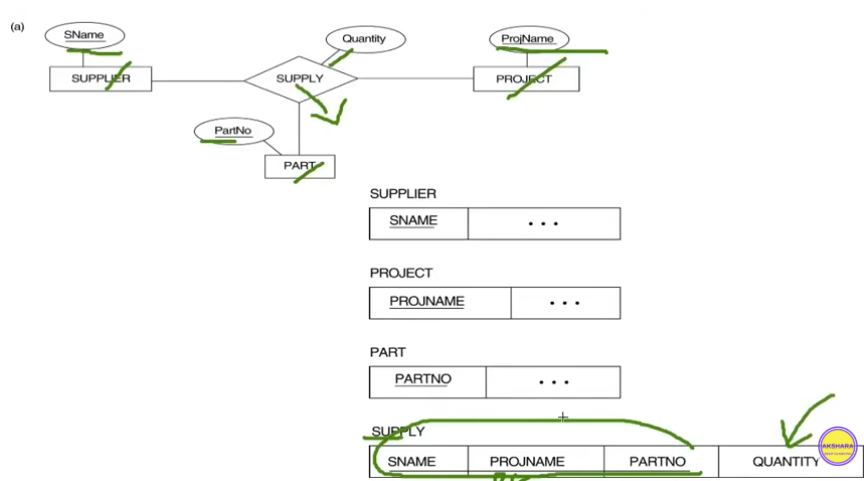 (a)
SName
Quantity
ProjName
SUPPLIER
SUPPLY
PROJECT
PartNo
PART
SUPPLIER
SNAME
PROJECT
PROJNAME
PART
PARTNO
SUPPLY
SNAME PROJNAME PARTNO QUANTITY
AKSHARA